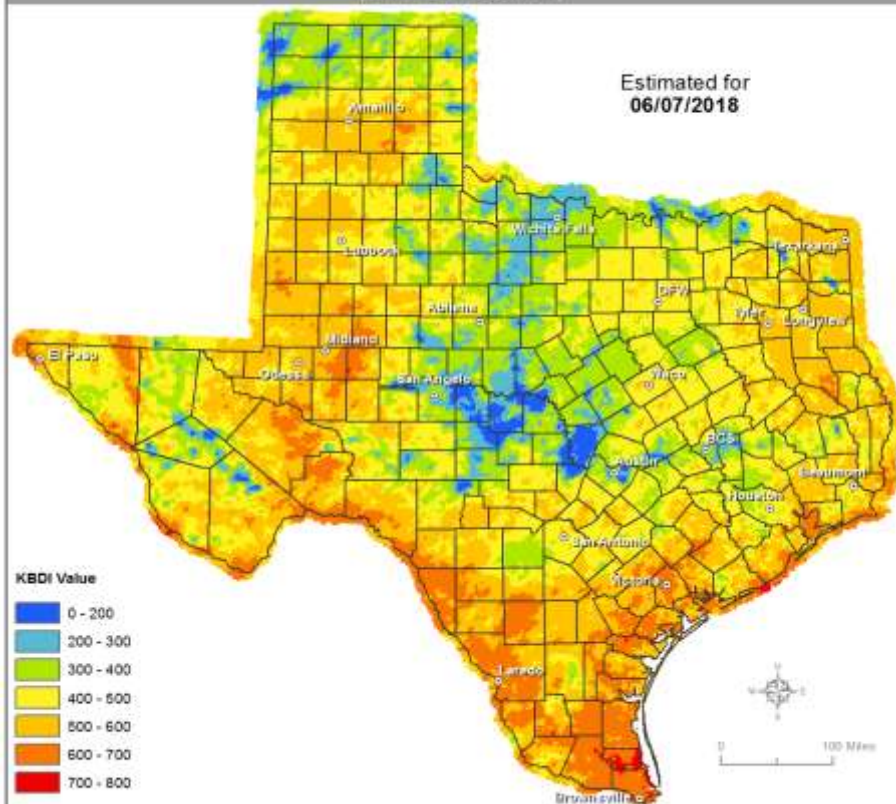 Estimated for
06/07/2018
Amarillo
Wichita Falls
Lubbock
Texarkana
DFW
Abilene
Tyler
Longview
El Paso
Midland
Odessa
San Angelo
Waco
BCS
Austin
Beaumont
Houston
San Antonio
Victoria
Laredo
Brownsville
KBDI Value
0 - 200
200 - 300
300 - 400
400 - 500
500 - 600
600 - 700
700 - 800
0 100 Miles